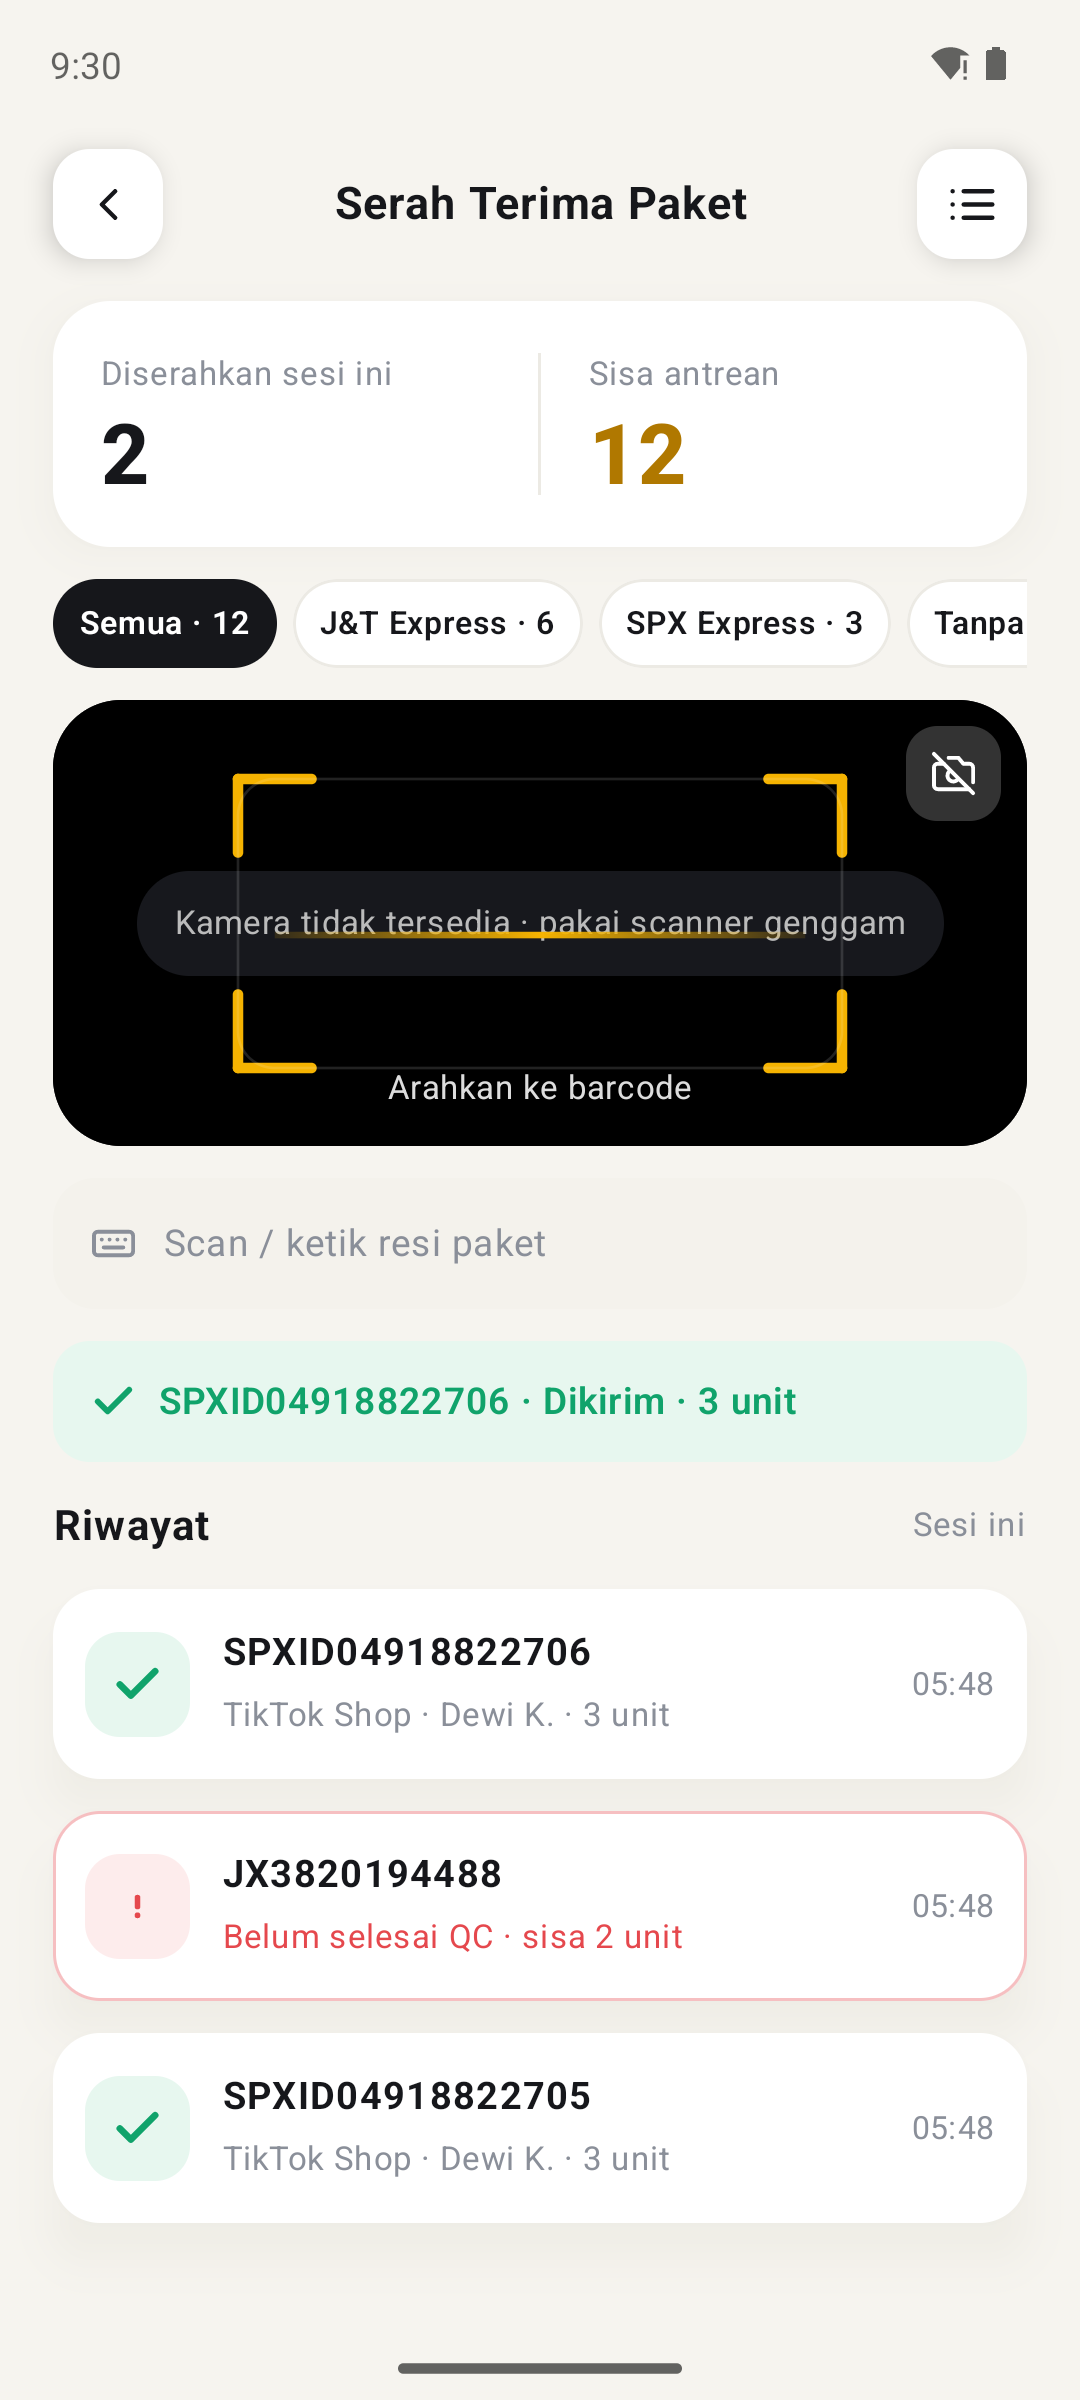 9:30
Serah Terima Paket
Diserahkan sesi ini
Sisa antrean
2
12
Semua · 12
J&T Express · 6
SPX Express · 3
Tanpa
Kamera tidak tersedia · pakai scanner genggam
Arahkan ke barcode
Scan / ketik resi paket
SPXID04918822706 · Dikirim · 3 unit
Riwayat
Sesi ini
SPXID04918822706
TikTok Shop · Dewi K. · 3 unit
05:48
JX3820194488
Belum selesai QC · sisa 2 unit
05:48
SPXID04918822705
TikTok Shop · Dewi K. · 3 unit
05:48